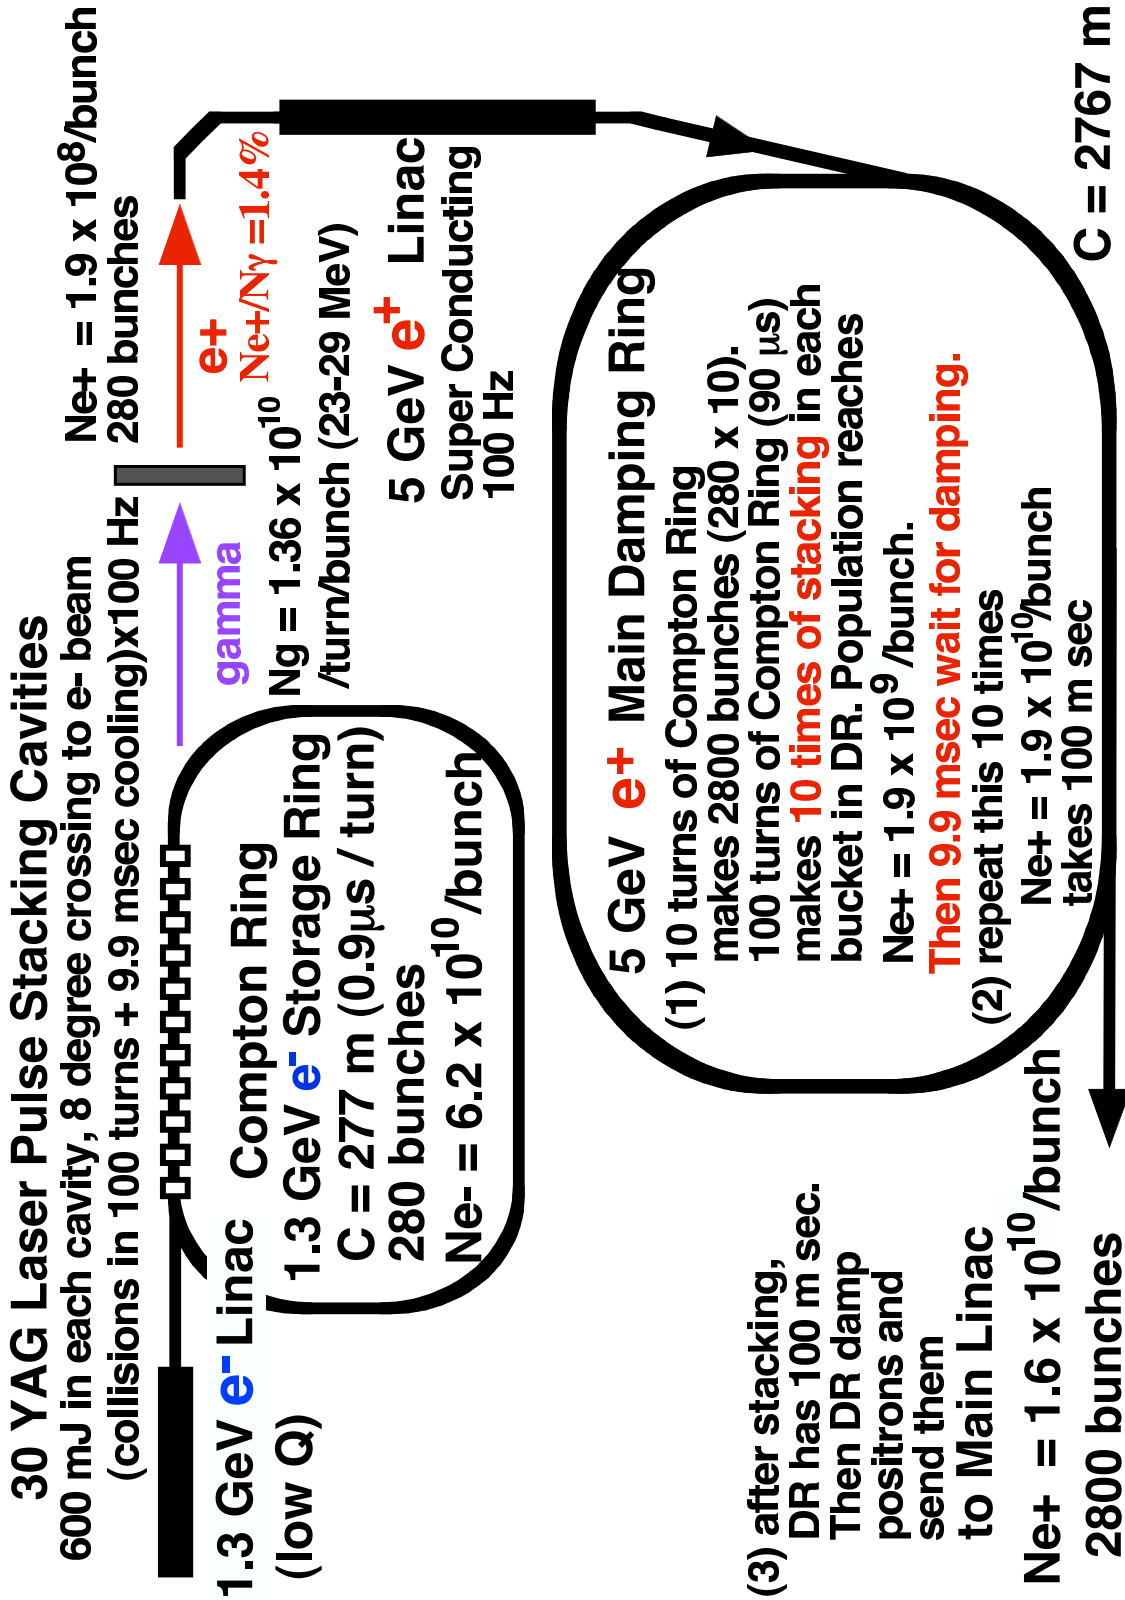 30 YAG Laser Pulse Stacking Cavities
600 mJ in each cavity, 8 degree crossing to e- beam
(collisions in 100 turns + 9.9 msec cooling)x100 Hz
Ne+ = 1.9 x 10⁸/bunch
280 bunches
1.3 GeV e⁻ Linac
(low Q)
Compton Ring
1.3 GeV e⁻ Storage Ring
C = 277 m (0.9μs / turn)
280 bunches
Ne- = 6.2 x 10¹⁰/bunch
gamma
Ng = 1.36 x 10¹⁰
/turn/bunch (23-29 MeV)
e+
Ne+/Nγ =1.4%
5 GeV e⁺ Linac
Super Conducting
100 Hz
5 GeV e+ Main Damping Ring
(1) 10 turns of Compton Ring
makes 2800 bunches (280 x 10).
100 turns of Compton Ring (90 μs)
makes 10 times of stacking in each
bucket in DR. Population reaches
Ne+ = 1.9 x 10⁹/bunch.
Then 9.9 msec wait for damping.
(2) repeat this 10 times
Ne+ = 1.9 x 10¹⁰/bunch
takes 100 m sec
C = 2767 m
(3) after stacking,
DR has 100 m sec.
Then DR damp
positrons and
send them
to Main Linac
Ne+ = 1.6 x 10¹⁰/bunch
2800 bunches